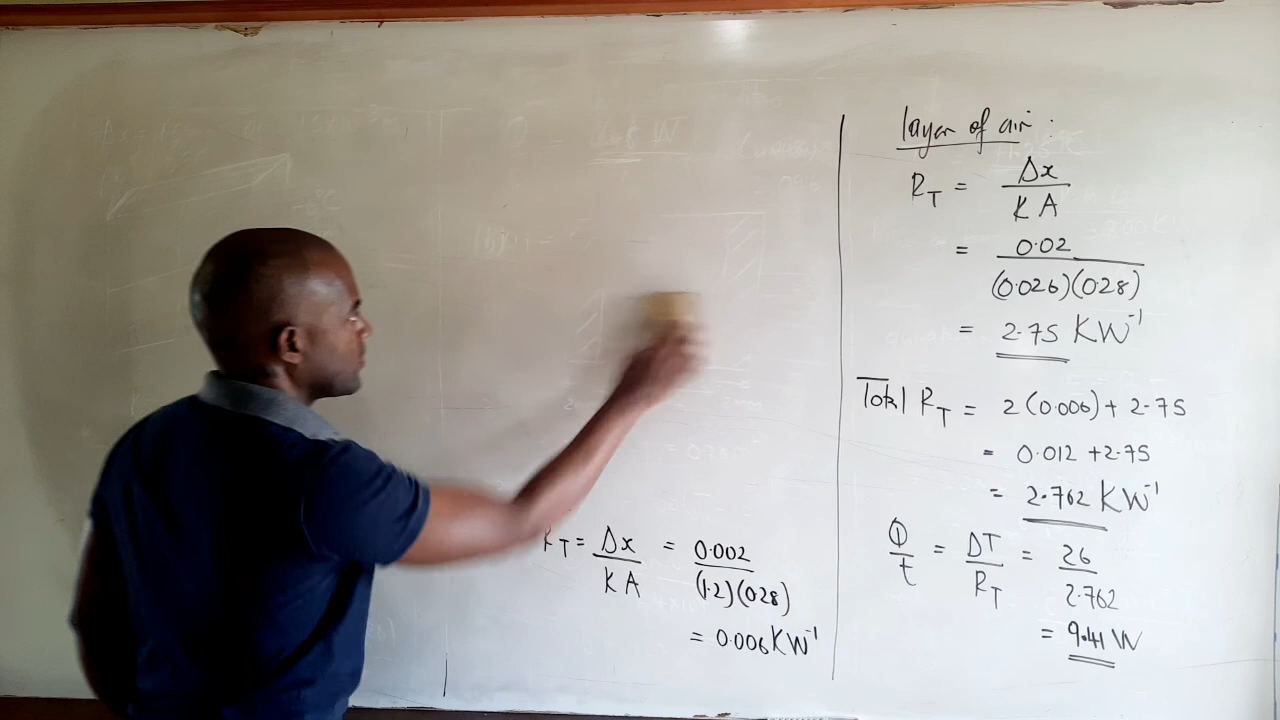 R_T = Δx / KA = 0.002 / (1.2)(0.28)
= 0.006 KW⁻¹
layer of air :
R_T = Δx / KA
= 0.02 / (0.026)(0.28)
= 2.75 KW⁻¹
Total R_T = 2(0.006) + 2.75
= 0.012 + 2.75
= 2.762 KW⁻¹
Q / t = ΔT / R_T = 26 / 2.762
= 9.41 W